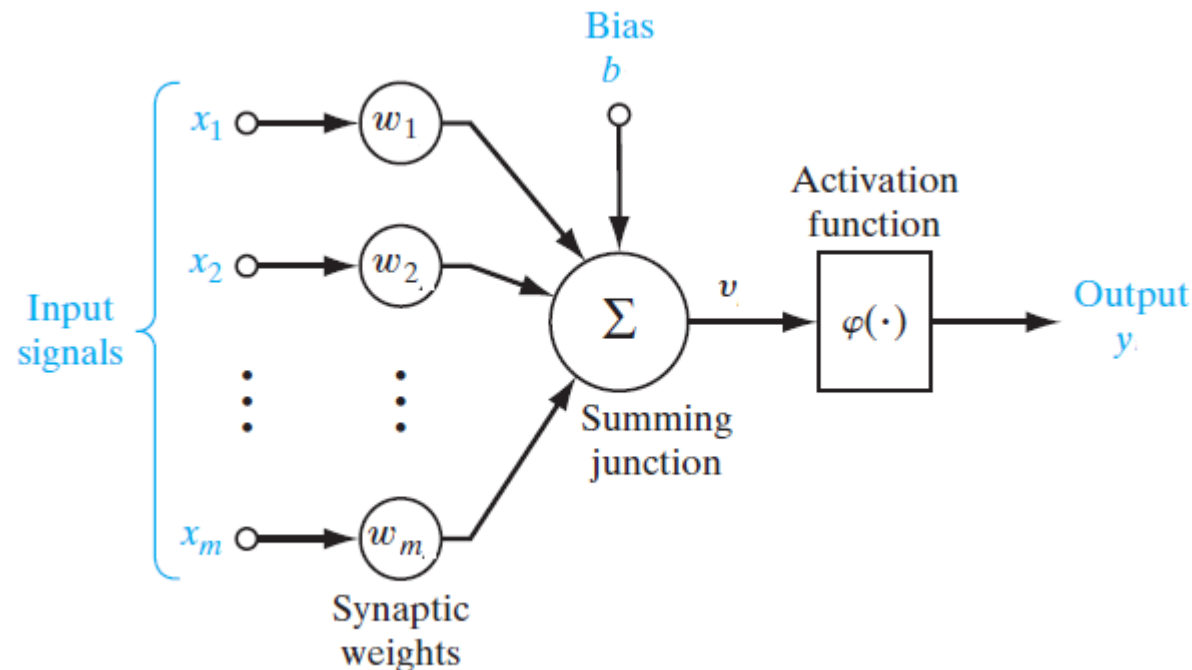 Bias
b
x₁
w₁
Activation
function
x₂
w₂
Input
signals
Σ
v
φ(·)
Output
y
Summing
junction
xₘ
wₘ
Synaptic
weights